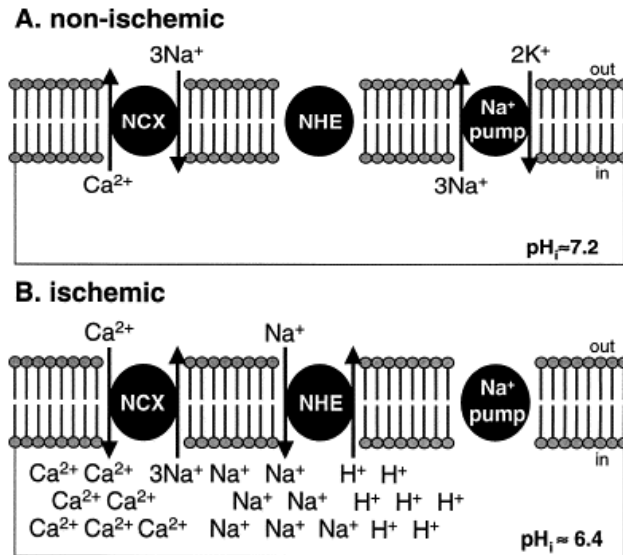 A. non-ischemic
3Na⁺ 2K⁺
out
NCX NHE Na⁺ pump
in
Ca²⁺ 3Na⁺
pHᵢ≈7.2
B. ischemic
Ca²⁺ Na⁺
out
NCX NHE Na⁺ pump
in
Ca²⁺ Ca²⁺ 3Na⁺ Na⁺ Na⁺ H⁺ H⁺
Ca²⁺ Ca²⁺ Na⁺ Na⁺ H⁺ H⁺ H⁺
Ca²⁺ Ca²⁺ Ca²⁺ Na⁺ Na⁺ Na⁺ H⁺ H⁺
pHᵢ ≈ 6.4